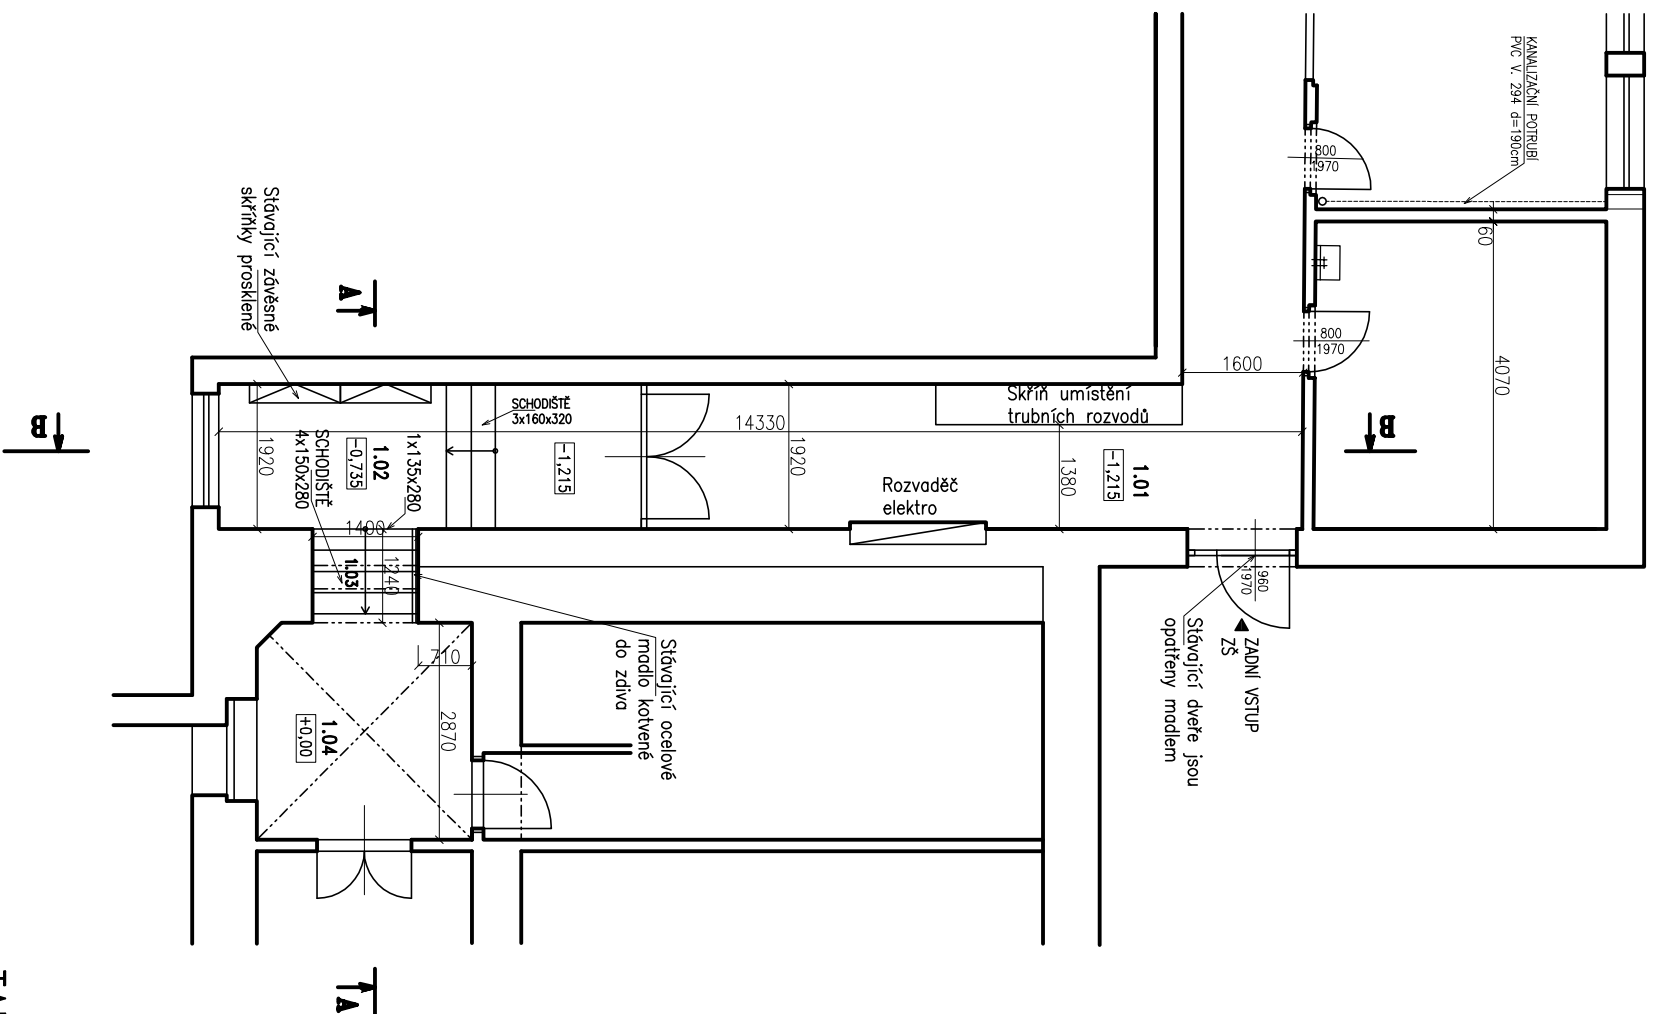 KANALIZAČNÍ POTRUBÍ
PVC V. 294 d=190cm
800
1970
60
4070
800
1970
1600
Stávající závěsné
skříňky prosklené
A
B
B
SCHODIŠTĚ
3x160x320
Skříň umístění
trubních rozvodů
14330
1920
1920
1380
-1,215
1.01
-1,215
1.02
-0,735
1x135x280
SCHODIŠTĚ
4x150x280
Rozvaděč
elektro
1400
1240
1.03
960
1970
ZADNÍ VSTUP
ZŠ
Stávající dveře jsou
opatřeny madlem
Stávající ocelové
madlo kotvené
do zdiva
710
2870
1.04
+0,00
A